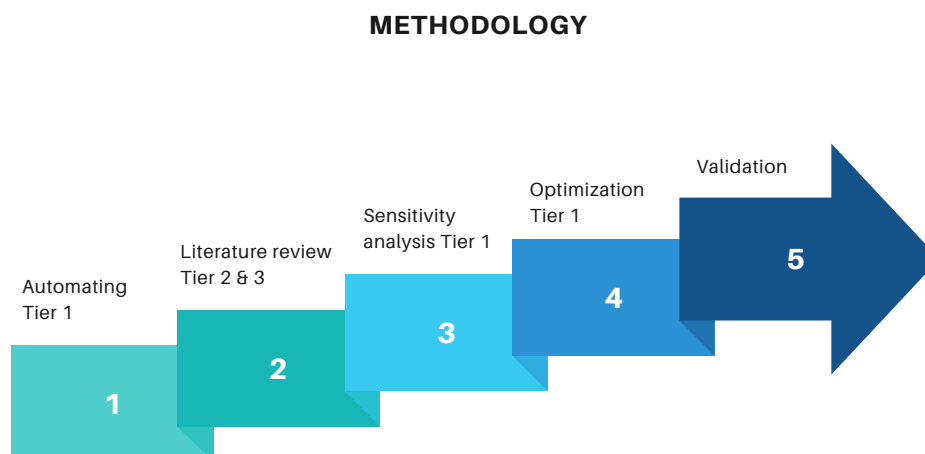 METHODOLOGY
Automating
Tier 1
1
Literature review
Tier 2 & 3
2
Sensitivity
analysis Tier 1
3
Optimization
Tier 1
4
Validation
5